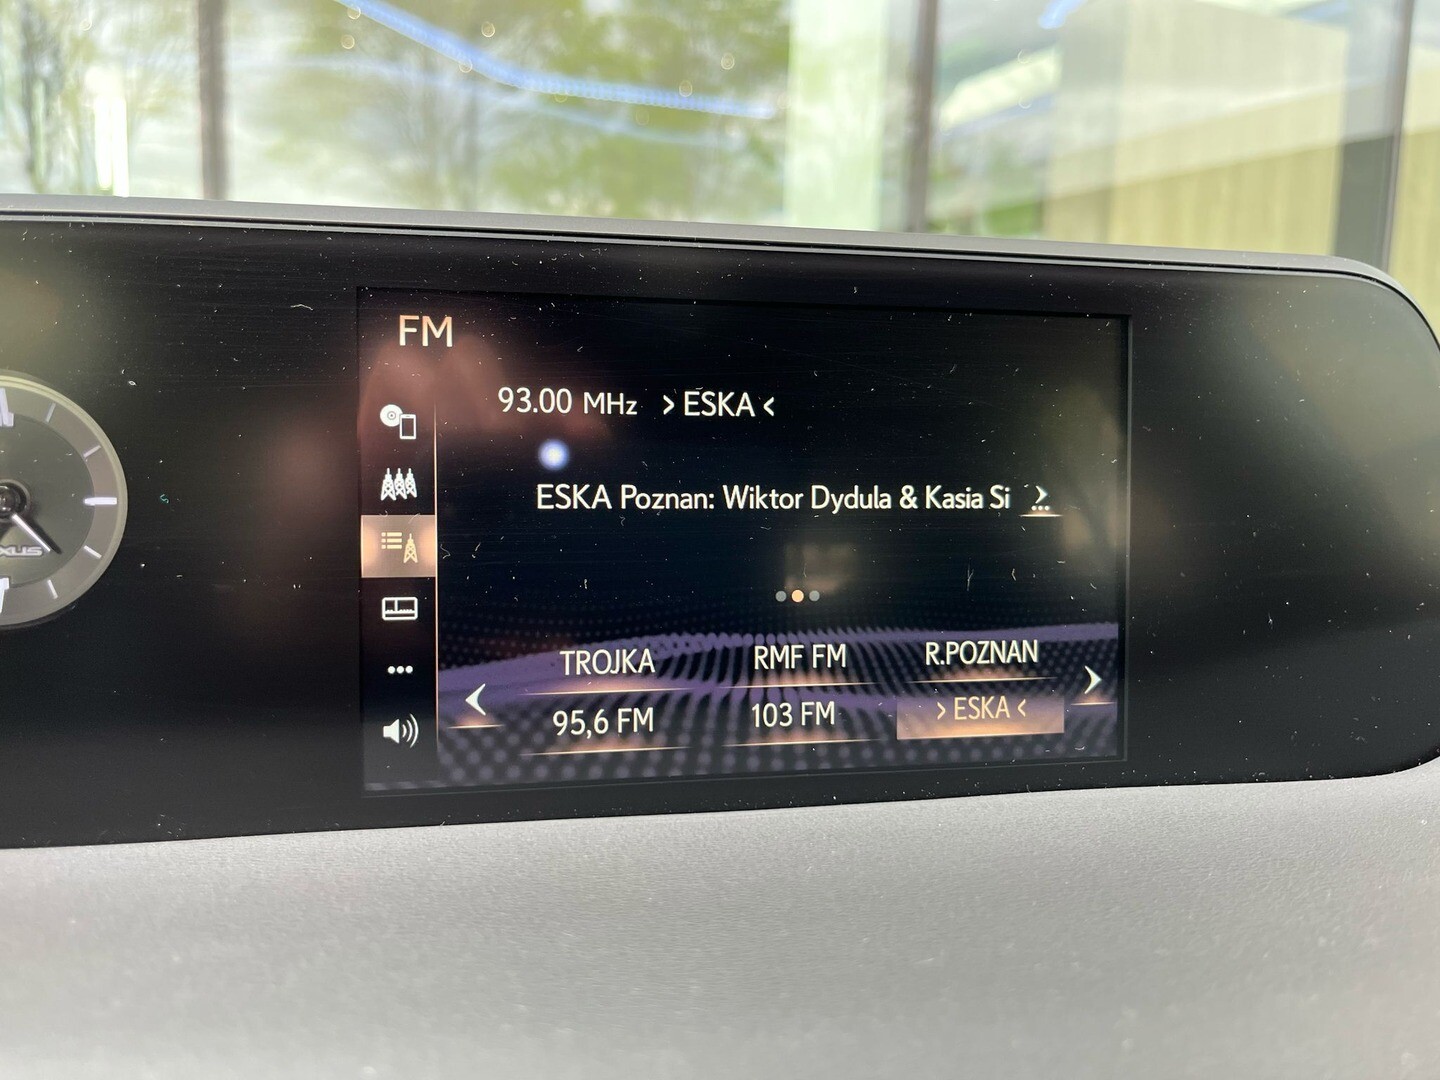 FM
93.00 MHz >ESKA<
ESKA Poznan: Wiktor Dydula & Kasia Si
TROJKA RMF FM R.POZNAN
95,6 FM 103 FM >ESKA<